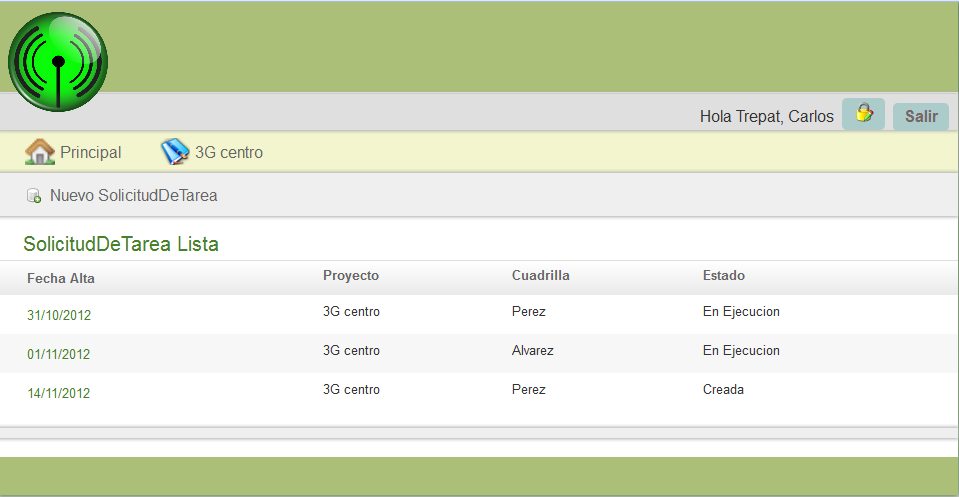 Hola Trepat, Carlos Salir
Principal 3G centro
Nuevo SolicitudDeTarea
SolicitudDeTarea Lista
Fecha Alta Proyecto Cuadrilla Estado
31/10/2012 3G centro Perez En Ejecucion
01/11/2012 3G centro Alvarez En Ejecucion
14/11/2012 3G centro Perez Creada